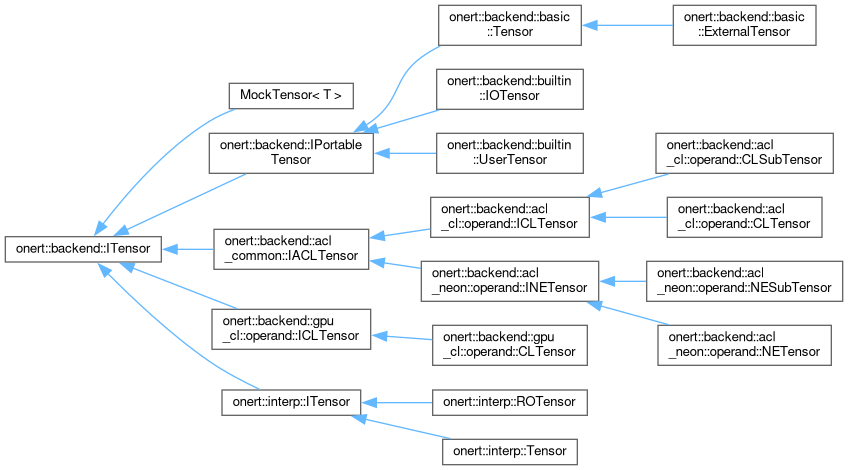 onert::backend::basic
::Tensor
onert::backend::basic
::ExternalTensor
MockTensor< T >
onert::backend::builtin
::IOTensor
onert::backend::IPortable
Tensor
onert::backend::builtin
::UserTensor
onert::backend::acl
_cl::operand::CLSubTensor
onert::backend::acl
_cl::operand::ICLTensor
onert::backend::acl
_cl::operand::CLTensor
onert::backend::ITensor
onert::backend::acl
_common::IACLTensor
onert::backend::acl
_neon::operand::INETensor
onert::backend::acl
_neon::operand::NESubTensor
onert::backend::gpu
_cl::operand::ICLTensor
onert::backend::gpu
_cl::operand::CLTensor
onert::backend::acl
_neon::operand::NETensor
onert::interp::ITensor
onert::interp::ROTensor
onert::interp::Tensor